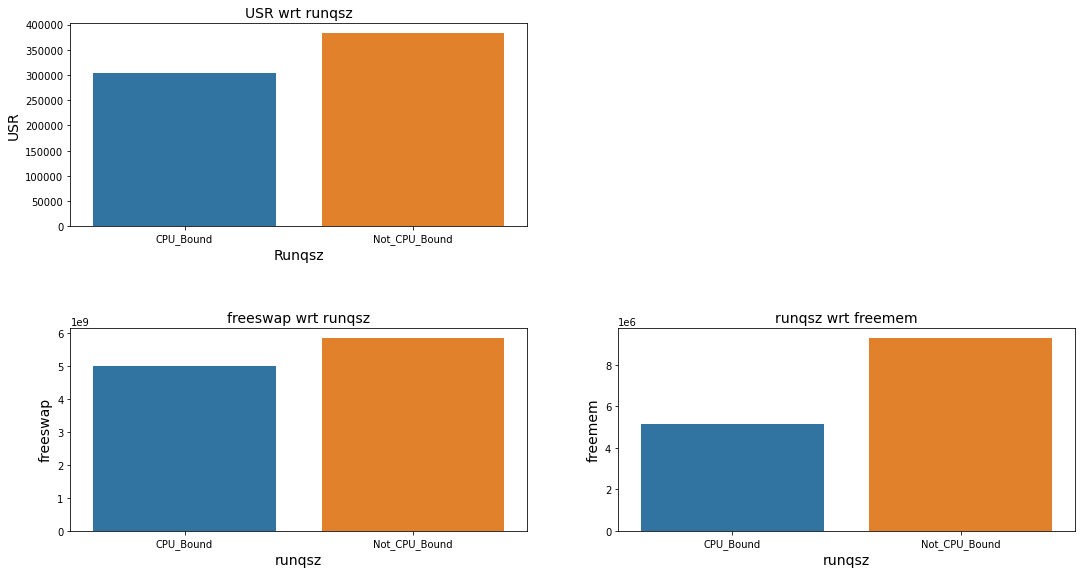 USR wrt runqsz
400000
350000
300000
250000
200000
150000
100000
50000
0
USR
CPU_Bound Not_CPU_Bound
Runqsz
freeswap wrt runqsz
1e9
6
5
4
3
2
1
0
freeswap
CPU_Bound Not_CPU_Bound
runqsz
runqsz wrt freemem
1e6
8
6
4
2
0
freemem
CPU_Bound Not_CPU_Bound
runqsz